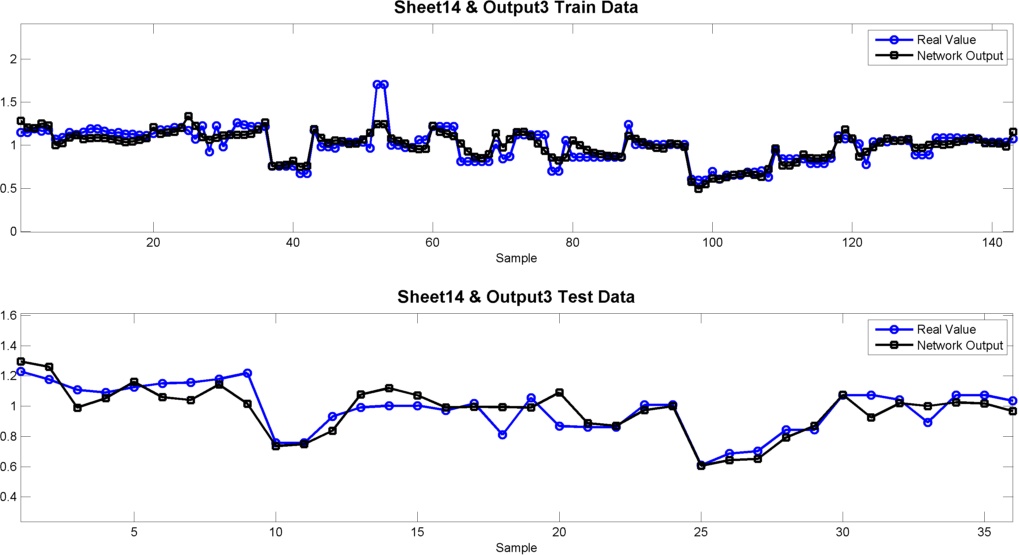 Sheet14 & Output3 Train Data
Real Value
Network Output
2
1.5
1
0.5
0
20 40 60 80 100 120 140
Sample
Sheet14 & Output3 Test Data
Real Value
Network Output
1.6
1.4
1.2
1
0.8
0.6
0.4
5 10 15 20 25 30 35
Sample